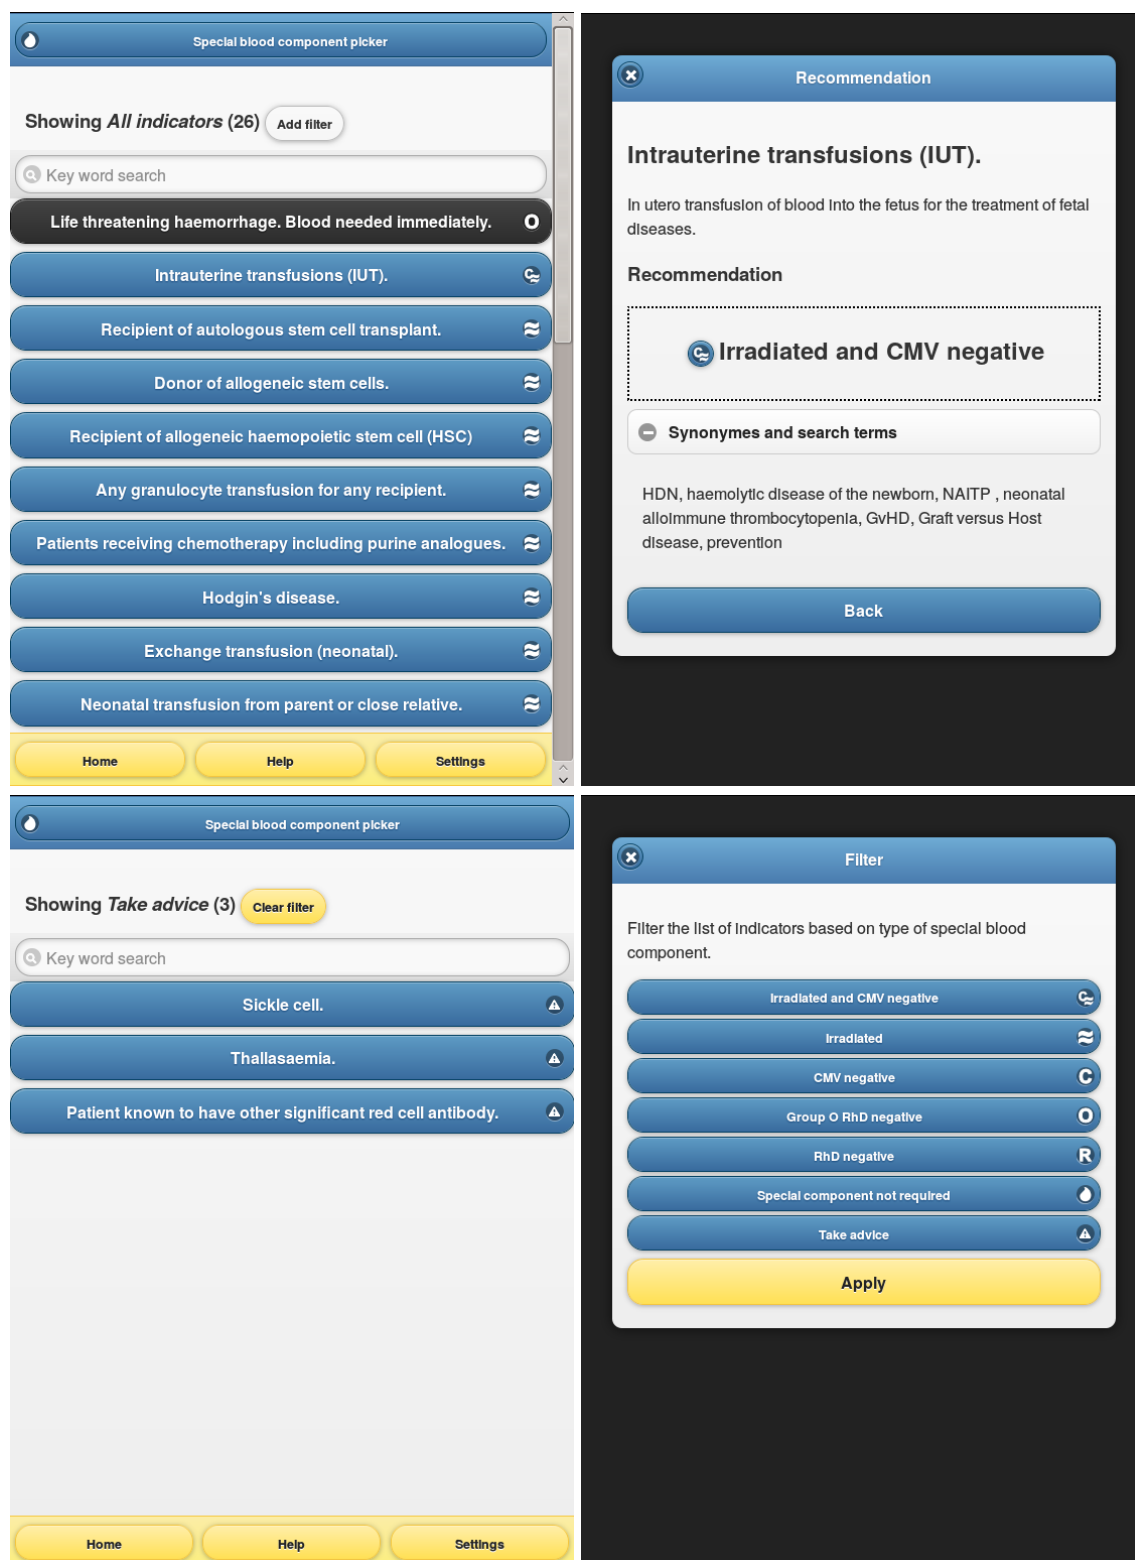 Special blood component picker
Showing All indicators (26) Add filter
Key word search
Life threatening haemorrhage. Blood needed immediately. O
Intrauterine transfusions (IUT). C
Recipient of autologous stem cell transplant.
Donor of allogeneic stem cells.
Recipient of allogeneic haemopoietic stem cell (HSC)
Any granulocyte transfusion for any recipient.
Patients receiving chemotherapy including purine analogues.
Hodgin's disease.
Exchange transfusion (neonatal).
Neonatal transfusion from parent or close relative.
Home Help Settings
Recommendation
Intrauterine transfusions (IUT).
In utero transfusion of blood into the fetus for the treatment of fetal
diseases.
Recommendation
C Irradiated and CMV negative
Synonymes and search terms
HDN, haemolytic disease of the newborn, NAITP , neonatal
alloimmune thrombocytopenia, GvHD, Graft versus Host
disease, prevention
Back
Special blood component picker
Showing Take advice (3) Clear filter
Key word search
Sickle cell.
Thallasaemia.
Patient known to have other significant red cell antibody.
Home Help Settings
Filter
Filter the list of indicators based on type of special blood
component.
Irradiated and CMV negative C
Irradiated
CMV negative C
Group O RhD negative O
RhD negative R
Special component not required
Take advice
Apply